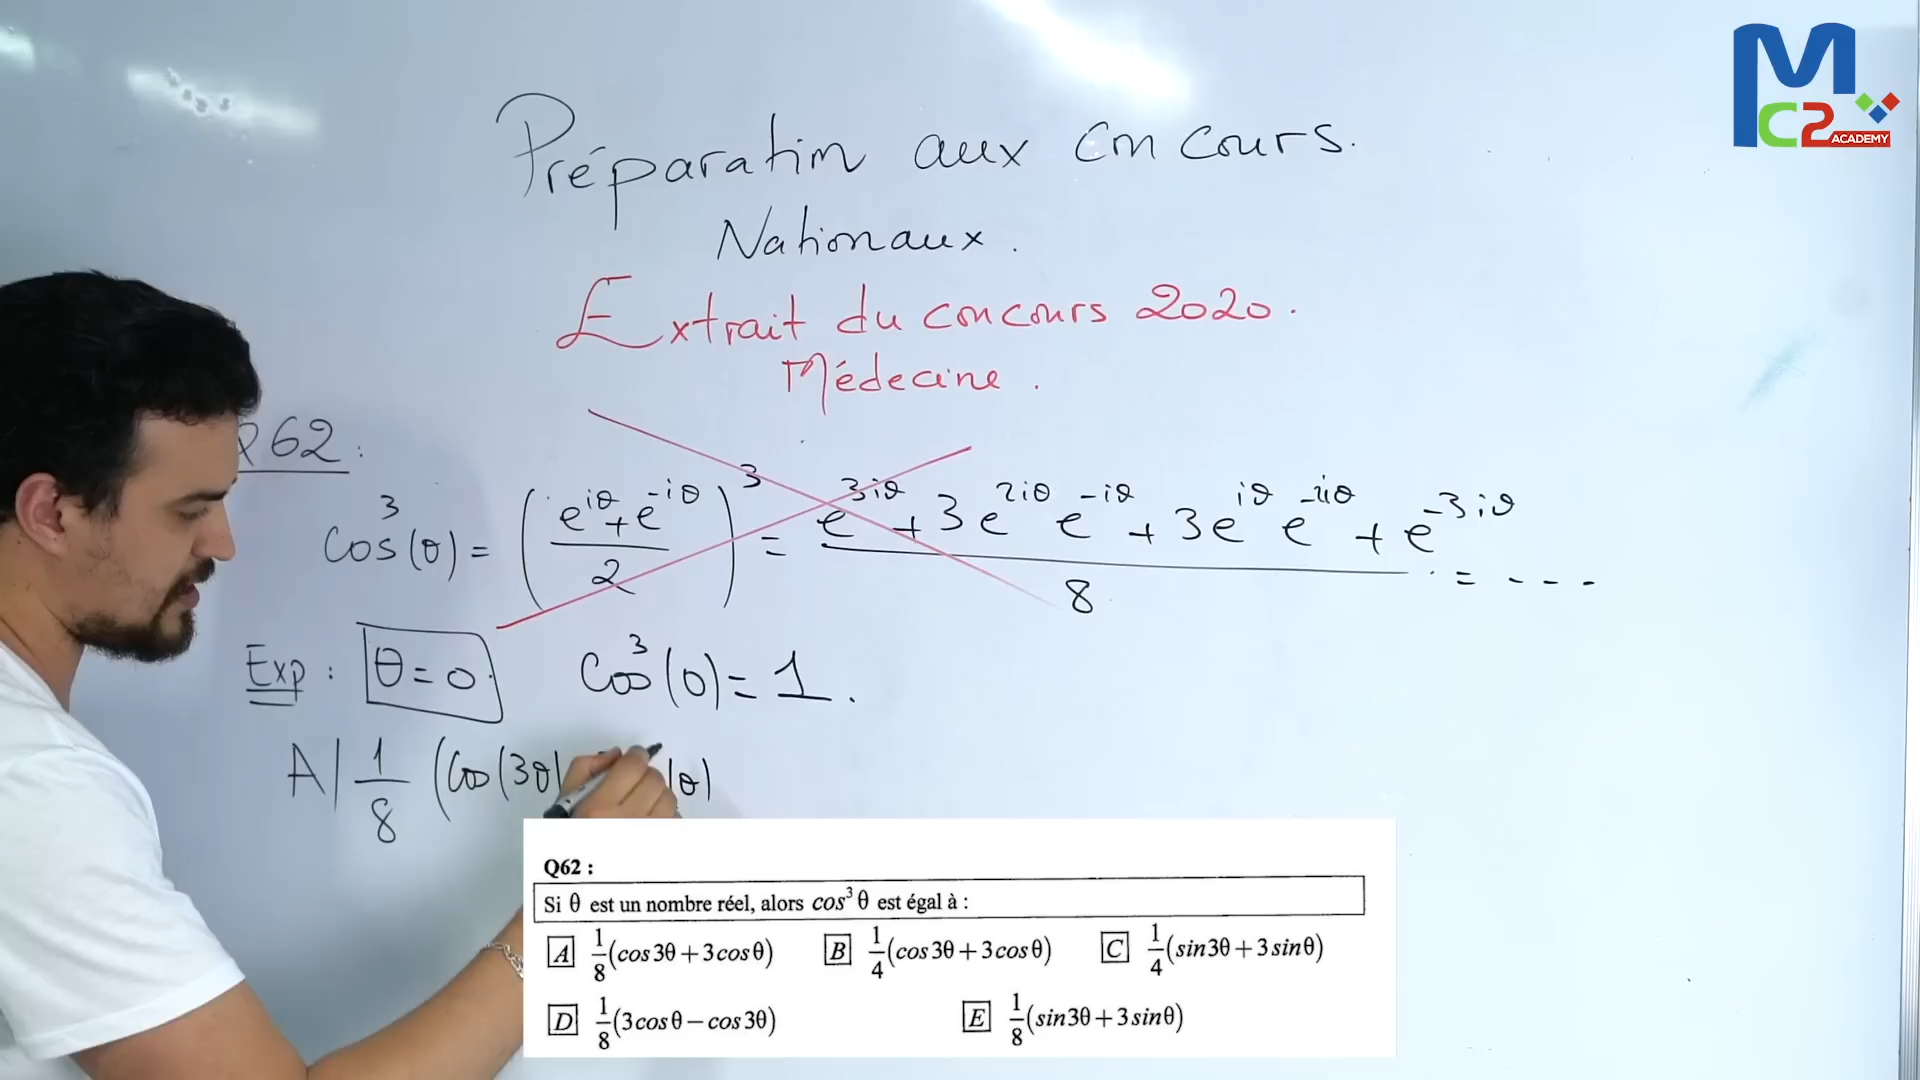 MC2 ACADEMY
Préparation aux concours.
Nationaux.
Extrait du concours 2020.
Médecine.
Q62:
cos³(θ) = ((e^{iθ}+e^{-iθ})/2)³ = (e^{3iθ}+3e^{2iθ}e^{-iθ}+3e^{iθ}e^{-2iθ}+e^{-3iθ})/8 = ---
Exp: θ=0 Cos³(0)=1.
A| 1/8 (Cos(3θ) (θ)
Q62 :
Si θ est un nombre réel, alors cos³ θ est égal à :
A 1/8(cos3θ+3cosθ) B 1/4(cos3θ+3cosθ) C 1/4(sin3θ+3sinθ)
D 1/8(3cosθ−cos3θ) E 1/8(sin3θ+3sinθ)